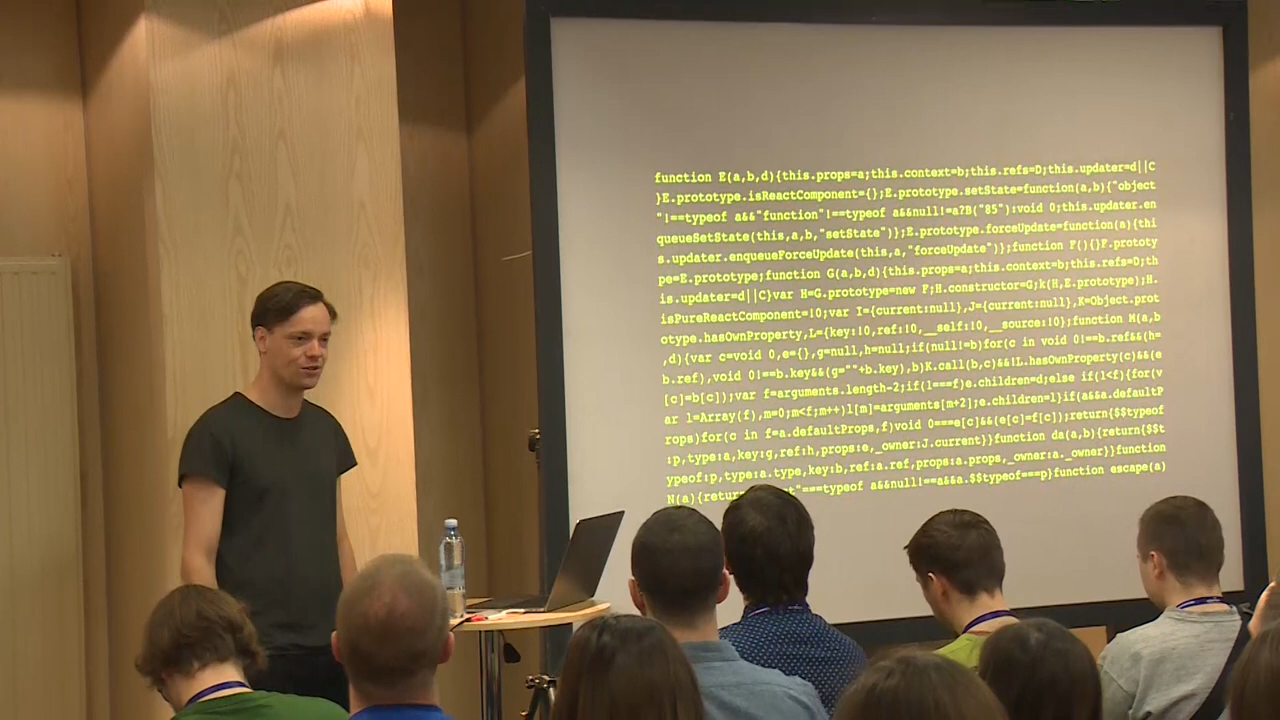 function E(a,b,d){this.props=a;this.context=b;this.refs=D;this.updater=d||C
}E.prototype.isReactComponent={};E.prototype.setState=function(a,b){"object
"!==typeof a&&"function"!==typeof a&&null!=a?B("85"):void 0;this.updater.en
queueSetState(this,a,b,"setState")};E.prototype.forceUpdate=function(a){thi
s.updater.enqueueForceUpdate(this,a,"forceUpdate")};function F(){}F.prototy
pe=E.prototype;function G(a,b,d){this.props=a;this.context=b;this.refs=D;th
is.updater=d||C}var H=G.prototype=new F;H.constructor=G;k(H,E.prototype);H.
isPureReactComponent=!0;var I={current:null},J={current:null},K=Object.prot
otype.hasOwnProperty,L={key:!0,ref:!0,__self:!0,__source:!0};function M(a,b
,d){var c=void 0,e={},g=null,h=null;if(null!=b)for(c in void 0!==b.ref&&(h=
b.ref),void 0!==b.key&&(g=""+b.key),b)K.call(b,c)&&!L.hasOwnProperty(c)&&(e
[c]=b[c]);var f=arguments.length-2;if(1===f)e.children=d;else if(1<f){for(v
ar l=Array(f),m=0;m<f;m++)l[m]=arguments[m+2];e.children=l}if(a&&a.defaultP
rops)for(c in f=a.defaultProps,f)void 0===e[c]&&(e[c]=f[c]);return{$$typeof
:p,type:a,key:g,ref:h,props:e,_owner:J.current}}function da(a,b){return{$$t
ypeof:p,type:a.type,key:b,ref:a.ref,props:a.props,_owner:a._owner}}function
N(a){return t"===typeof a&&null!==a&&a.$$typeof===p}function escape(a)